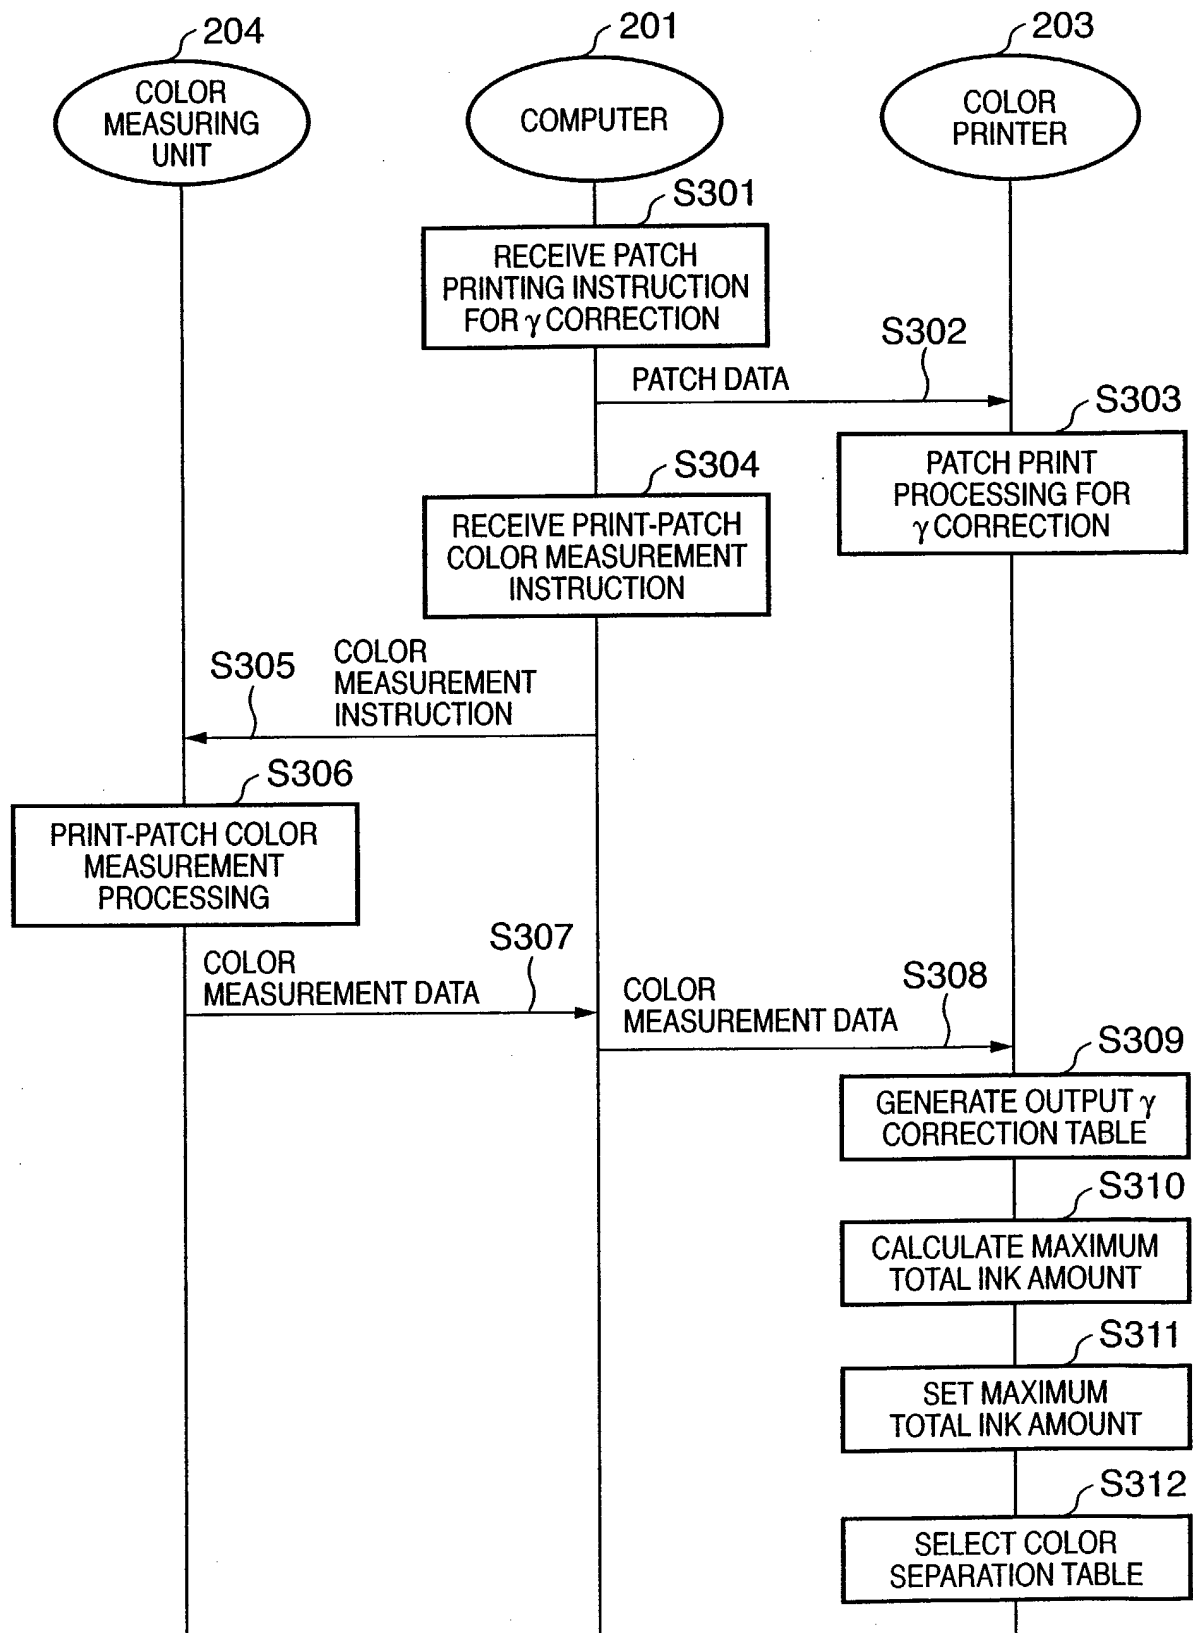 204
201
203
COLOR
MEASURING
UNIT
COMPUTER
COLOR
PRINTER
S301
RECEIVE PATCH
PRINTING INSTRUCTION
FOR γ CORRECTION
S302
PATCH DATA
S303
PATCH PRINT
PROCESSING FOR
γ CORRECTION
S304
RECEIVE PRINT-PATCH
COLOR MEASUREMENT
INSTRUCTION
S305
COLOR
MEASUREMENT
INSTRUCTION
S306
PRINT-PATCH COLOR
MEASUREMENT
PROCESSING
S307
COLOR
MEASUREMENT DATA
S308
COLOR
MEASUREMENT DATA
S309
GENERATE OUTPUT γ
CORRECTION TABLE
S310
CALCULATE MAXIMUM
TOTAL INK AMOUNT
S311
SET MAXIMUM
TOTAL INK AMOUNT
S312
SELECT COLOR
SEPARATION TABLE